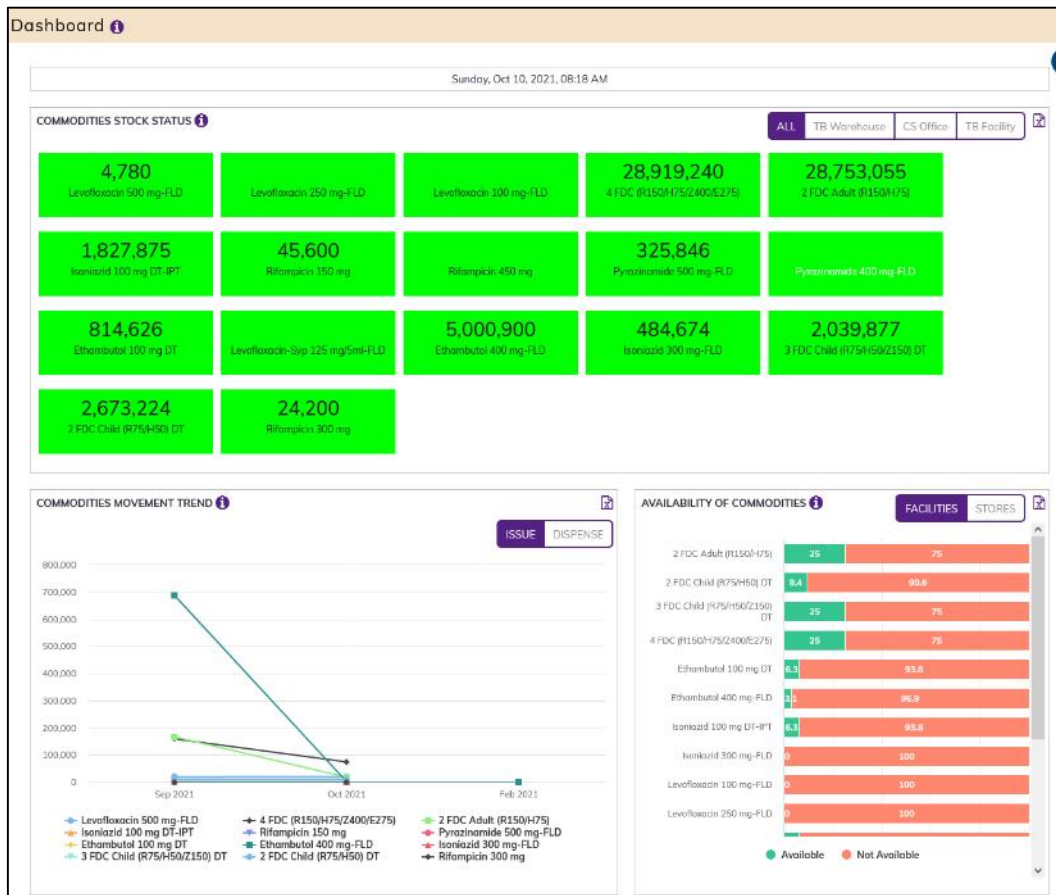 Dashboard
Sunday, Oct 10, 2021, 08:18 AM
COMMODITIES STOCK STATUS
ALL TB Warehouse CS Office TB Facility
4,780
Levofloxacin 500 mg-FLD
Levofloxacin 250 mg-FLD
Levofloxacin 100 mg-FLD
28,919,240
4 FDC (R150/H75/Z400/E275)
28,753,055
2 FDC Adult (R150/H75)
1,827,875
Isoniazid 100 mg DT-IPT
45,600
Rifampicin 150 mg
Rifampicin 450 mg
325,846
Pyrazinamide 500 mg-FLD
Pyrazinamide 400 mg-FLD
814,626
Ethambutol 100 mg DT
Levofloxacin-Syp 125 mg/5ml-FLD
5,000,900
Ethambutol 400 mg-FLD
484,674
Isoniazid 300 mg-FLD
2,039,877
3 FDC Child (R75/H50/Z150) DT
2,673,224
2 FDC Child (R75/H50) DT
24,200
Rifampicin 300 mg
COMMODITIES MOVEMENT TREND
ISSUE DISPENSE
800,000
700,000
600,000
500,000
400,000
300,000
200,000
100,000
0
Sep 2021 Oct 2021 Feb 2021
Levofloxacin 500 mg-FLD 4 FDC (R150/H75/Z400/E275) 2 FDC Adult (R150/H75)
Isoniazid 100 mg DT-IPT Rifampicin 150 mg Pyrazinamide 500 mg-FLD
Ethambutol 100 mg DT Ethambutol 400 mg-FLD Isoniazid 300 mg-FLD
3 FDC Child (R75/H50/Z150) DT 2 FDC Child (R75/H50) DT Rifampicin 300 mg
AVAILABILITY OF COMMODITIES
FACILITIES STORES
2 FDC Adult (R150/H75) 25 75
2 FDC Child (R75/H50) DT 9.4 90.6
3 FDC Child (R75/H50/Z150)
DT 25 75
4 FDC (R150/H75/Z400/E275) 25 75
Ethambutol 100 mg DT 6.3 93.8
Ethambutol 400 mg-FLD 3.1 96.9
Isoniazid 100 mg DT-IPT 6.3 93.8
Isoniazid 300 mg-FLD 0 100
Levofloxacin 100 mg-FLD 0 100
Levofloxacin 250 mg-FLD 0 100
Available Not Available